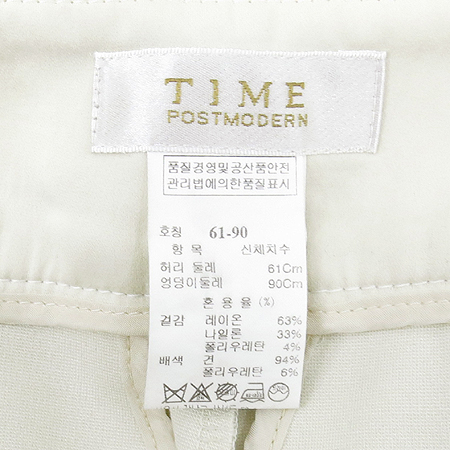 TIME
POSTMODERN
품질경영및공산품안전
관리법에의한품질표시
호칭 61-90
항 목 신체치수
허리 둘레 61Cm
엉덩이둘레 90Cm
혼 용 율 (%)
겉감 레이온 63%
나일론 33%
폴리우레탄 4%
배색 견 94%
폴리우레탄 6%